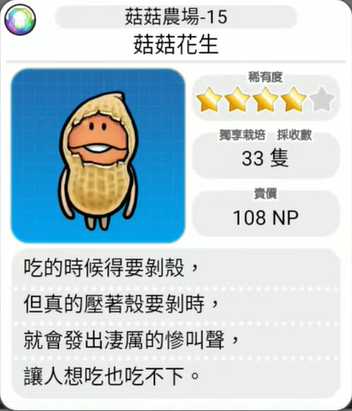 菇菇農場-15
菇菇花生
稀有度
獨享栽培　採收數
33 隻
賣價
108 NP
吃的時候得要剝殼，
但真的壓著殼要剝時，
就會發出淒厲的慘叫聲，
讓人想吃也吃不下。